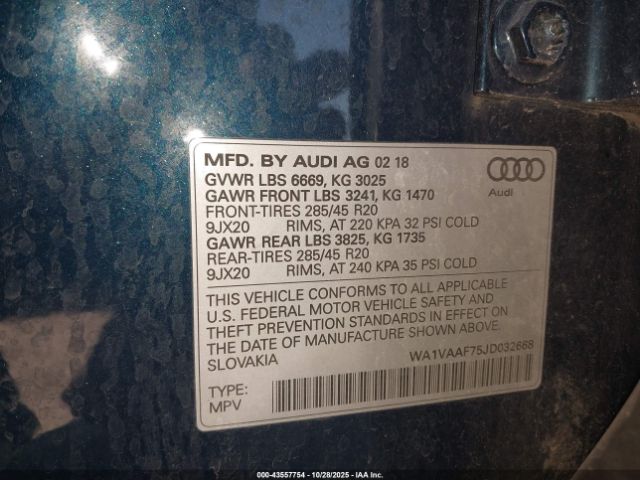 MFD. BY AUDI AG 02 18
GVWR LBS 6669, KG 3025
GAWR FRONT LBS 3241, KG 1470
FRONT-TIRES 285/45 R20
9JX20 RIMS, AT 220 KPA 32 PSI COLD
GAWR REAR LBS 3825, KG 1735
REAR-TIRES 285/45 R20
9JX20 RIMS, AT 240 KPA 35 PSI COLD
Audi
THIS VEHICLE CONFORMS TO ALL APPLICABLE
U.S. FEDERAL MOTOR VEHICLE SAFETY AND
THEFT PREVENTION STANDARDS IN EFFECT ON
THE DATE OF MANUFACTURE SHOWN ABOVE.
SLOVAKIA WA1VAAF75JD032668
TYPE:
MPV
000-43557754 - 10/28/2025 - IAA Inc.